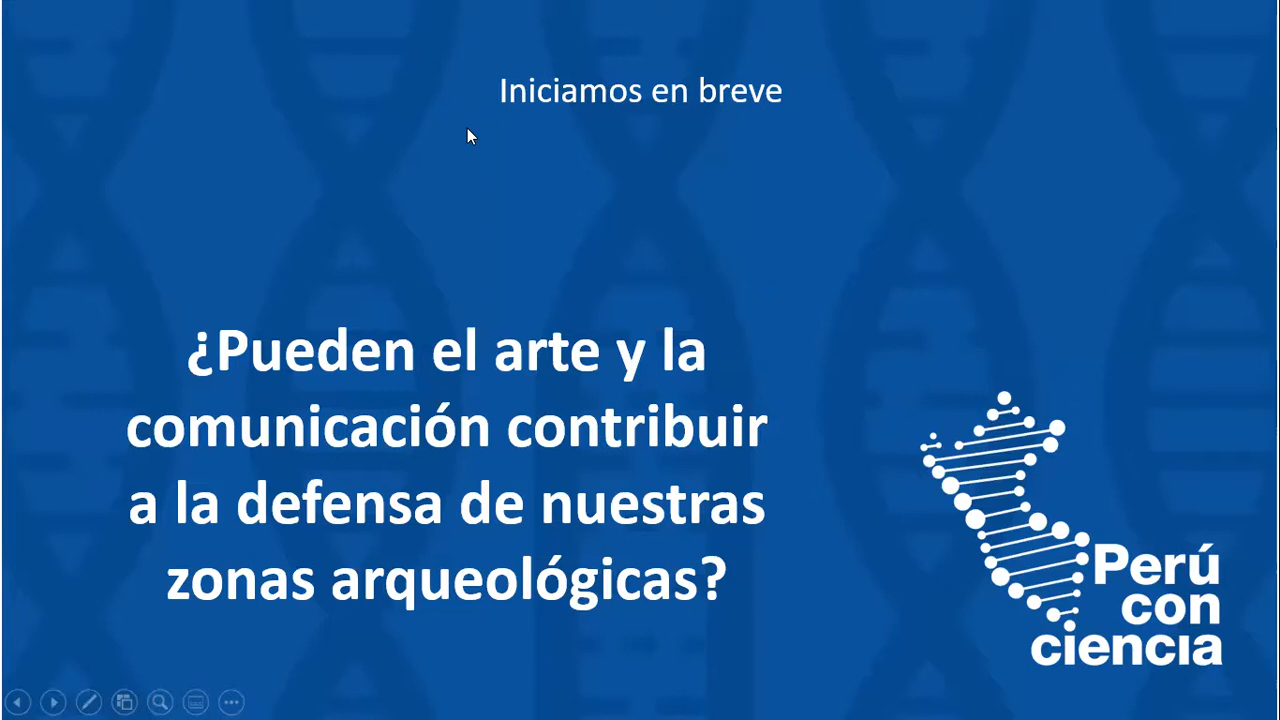 Iniciamos en breve
¿Pueden el arte y la
comunicación contribuir
a la defensa de nuestras
zonas arqueológicas?
Perú
con
ciencia